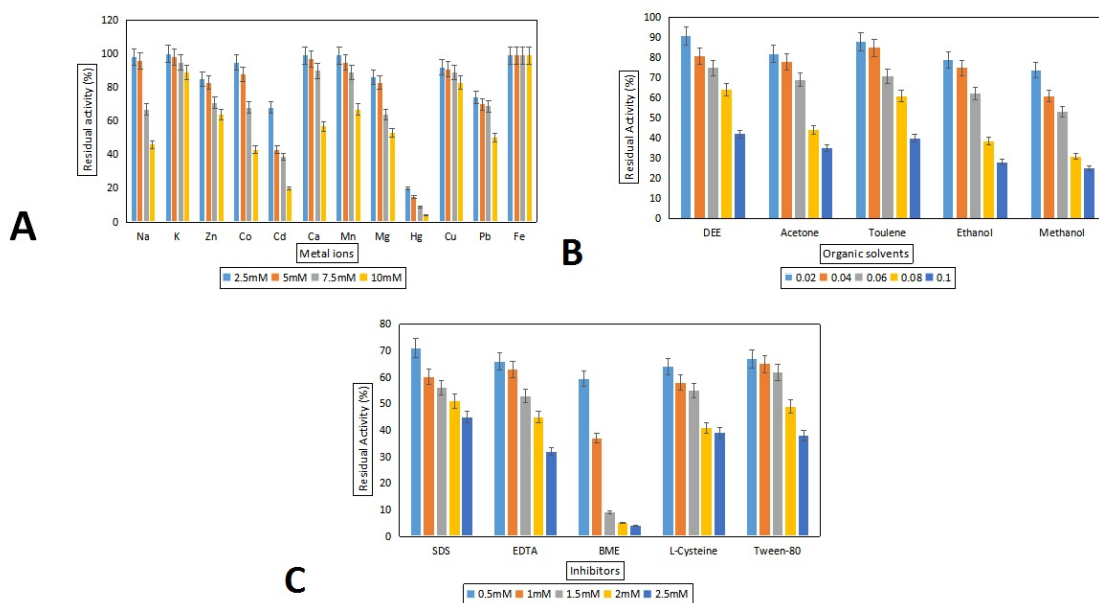 A
Residual activity (%)
120
100
80
60
40
20
0
Na K Zn Co Cd Ca Mn Mg Hg Cu Pb Fe
Metal ions
2.5mM 5mM 7.5mM 10mM
B
Residual Activity (%)
100
90
80
70
60
50
40
30
20
10
0
DEE Acetone Toulene Ethanol Methanol
Organic solvents
0.02 0.04 0.06 0.08 0.1
C
Residual Activity (%)
80
70
60
50
40
30
20
10
0
SDS EDTA BME L-Cysteine Tween-80
Inhibitors
0.5mM 1mM 1.5mM 2mM 2.5mM